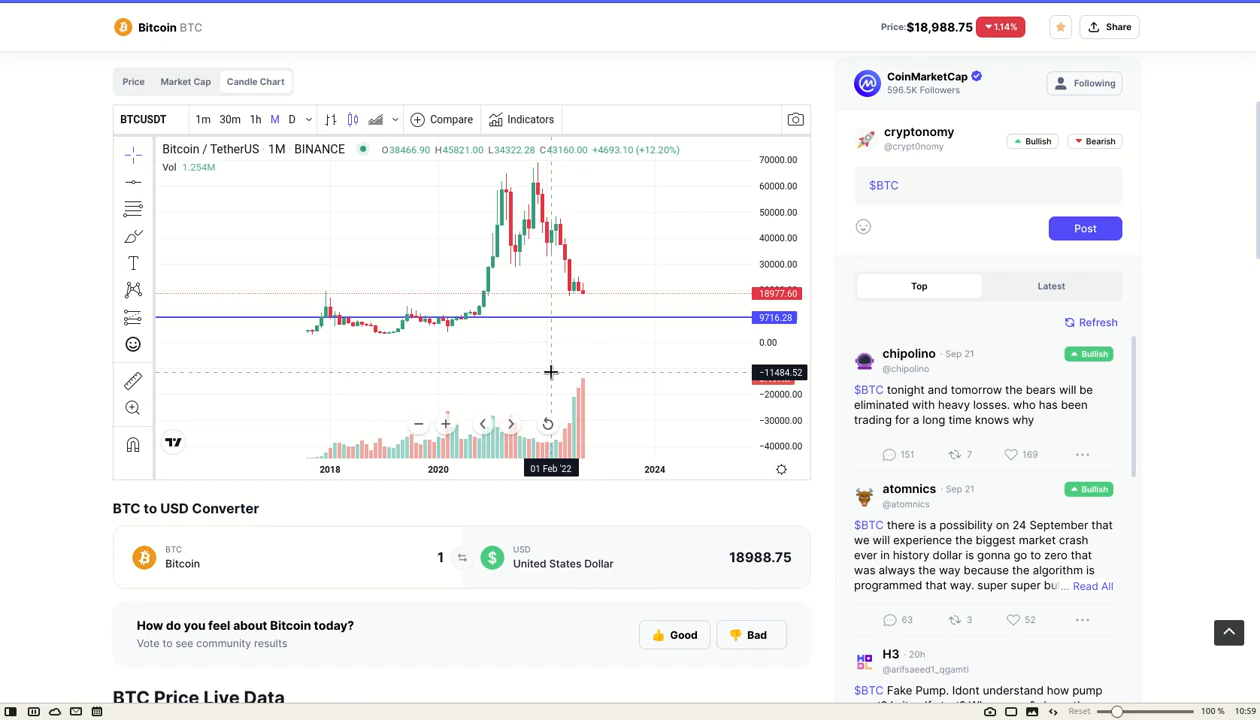 Bitcoin BTC
Price:$18,988.75 1.14%
Share
Price Market Cap Candle Chart
BTCUSDT 1m 30m 1h M D Compare Indicators
Bitcoin / TetherUS 1M BINANCE O38466.90 H45821.00 L34322.28 C43160.00 +4693.10 (+12.20%)
Vol 1.254M
70000.00
60000.00
50000.00
40000.00
30000.00
18977.60
9716.28
0.00
−11484.52
−20000.00
−30000.00
−40000.00
2018 2020 01 Feb '22 2024
BTC to USD Converter
BTC
Bitcoin
1
USD
United States Dollar
18988.75
How do you feel about Bitcoin today?
Vote to see community results
Good Bad
BTC Price Live Data
CoinMarketCap
596.5K Followers
Following
cryptonomy
@crypt0nomy
Bullish Bearish
$BTC
Post
Top Latest
Refresh
chipolino · Sep 21 Bullish
@chipolino
$BTC tonight and tomorrow the bears will be
eliminated with heavy losses. who has been
trading for a long time knows why
151 7 169
atomnics · Sep 21 Bullish
@atomnics
$BTC there is a possibility on 24 September that
we will experience the biggest market crash
ever in history dollar is gonna go to zero that
was always the way because the algorithm is
programmed that way. super super bu... Read All
63 3 52
H3 · 20h
@arifsaeed1_qgamtl
$BTC Fake Pump. Idont understand how pump
Reset 100 % 10:59